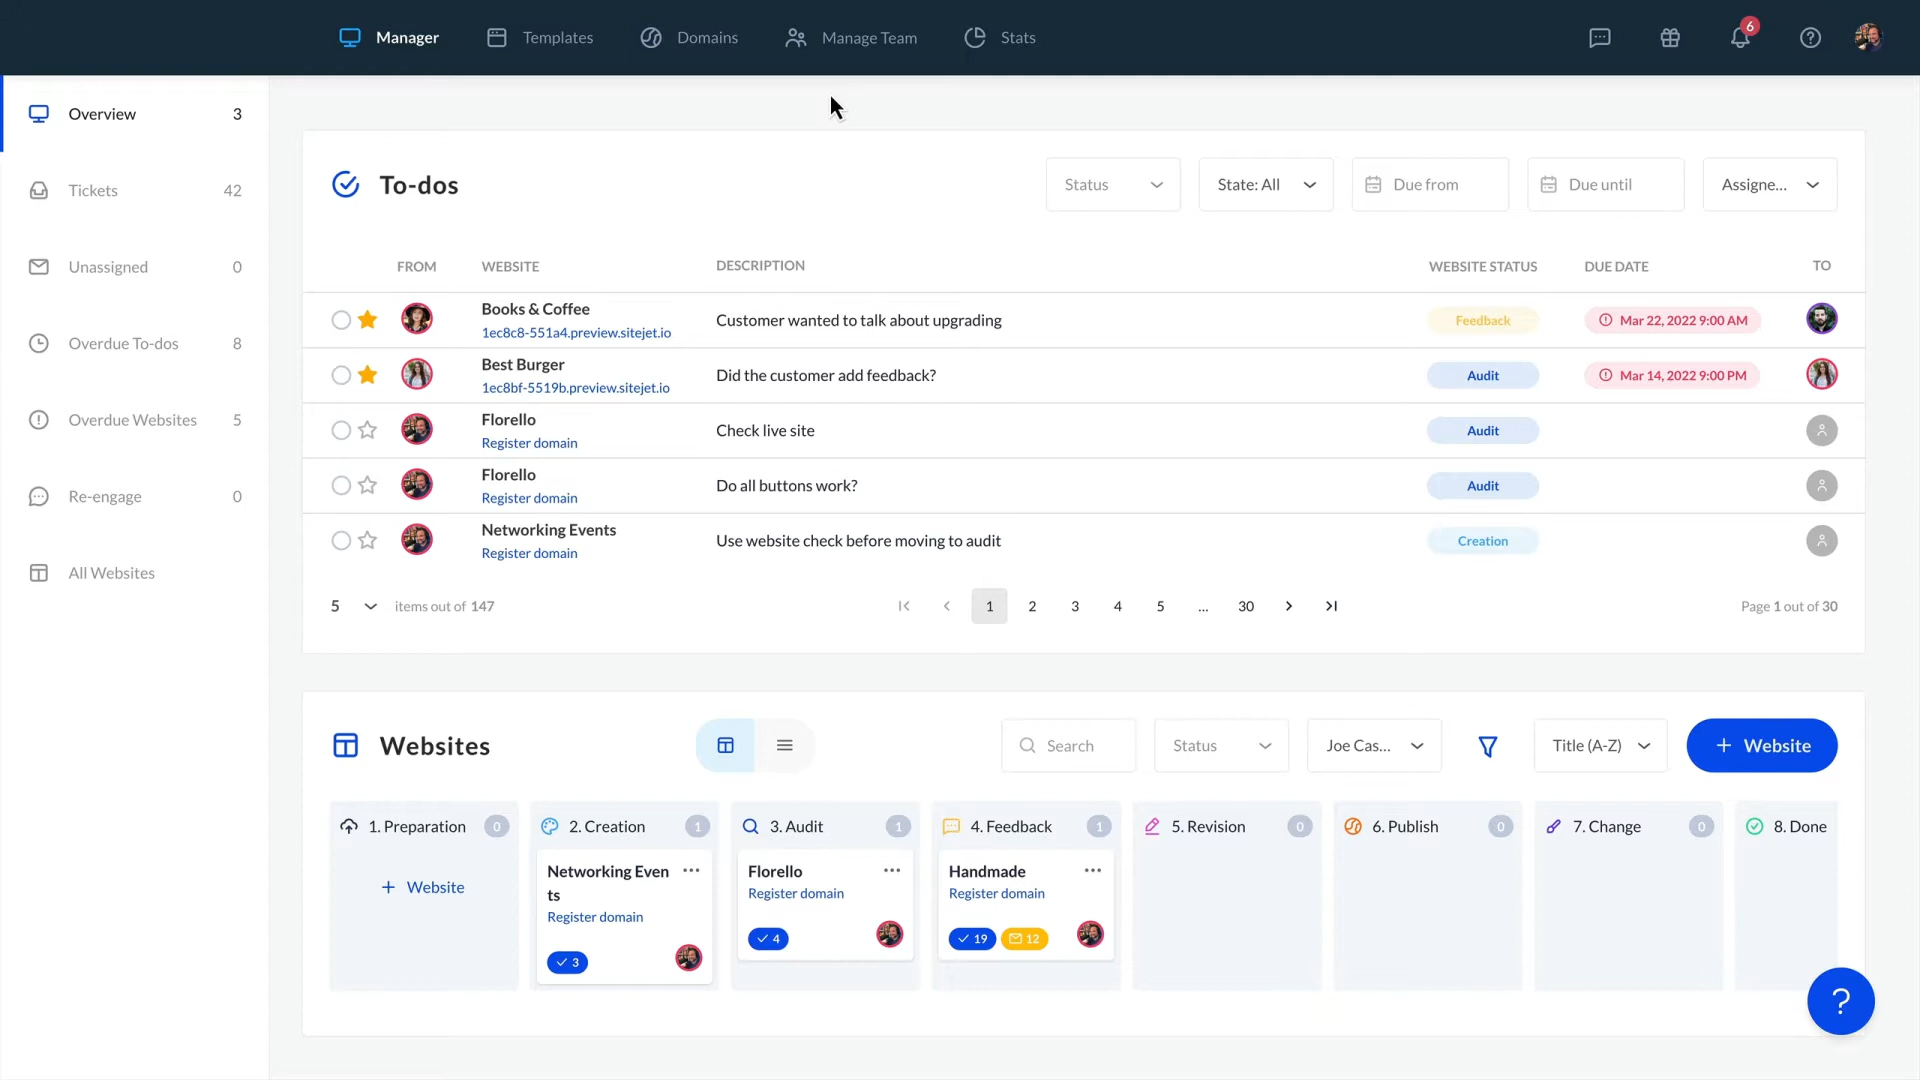 Manager
Templates
Domains
Manage Team
Stats
6
Overview 3
Tickets 42
Unassigned 0
Overdue To-dos 8
Overdue Websites 5
Re-engage 0
All Websites
To-dos
Status
State: All
Due from
Due until
Assigne...
FROM WEBSITE DESCRIPTION WEBSITE STATUS DUE DATE TO
Books & Coffee
1ec8c8-551a4.preview.sitejet.io
Customer wanted to talk about upgrading
Feedback
Mar 22, 2022 9:00 AM
Best Burger
1ec8bf-5519b.preview.sitejet.io
Did the customer add feedback?
Audit
Mar 14, 2022 9:00 PM
Florello
Register domain
Check live site
Audit
Florello
Register domain
Do all buttons work?
Audit
Networking Events
Register domain
Use website check before moving to audit
Creation
5 items out of 147
1 2 3 4 5 ... 30
Page 1 out of 30
Websites
Search
Status
Joe Cas...
Title (A-Z)
+ Website
1. Preparation 0
+ Website
2. Creation 1
Networking Even
ts
Register domain
3
3. Audit 1
Florello
Register domain
4
4. Feedback 1
Handmade
Register domain
19
12
5. Revision 0
6. Publish 0
7. Change 0
8. Done
?